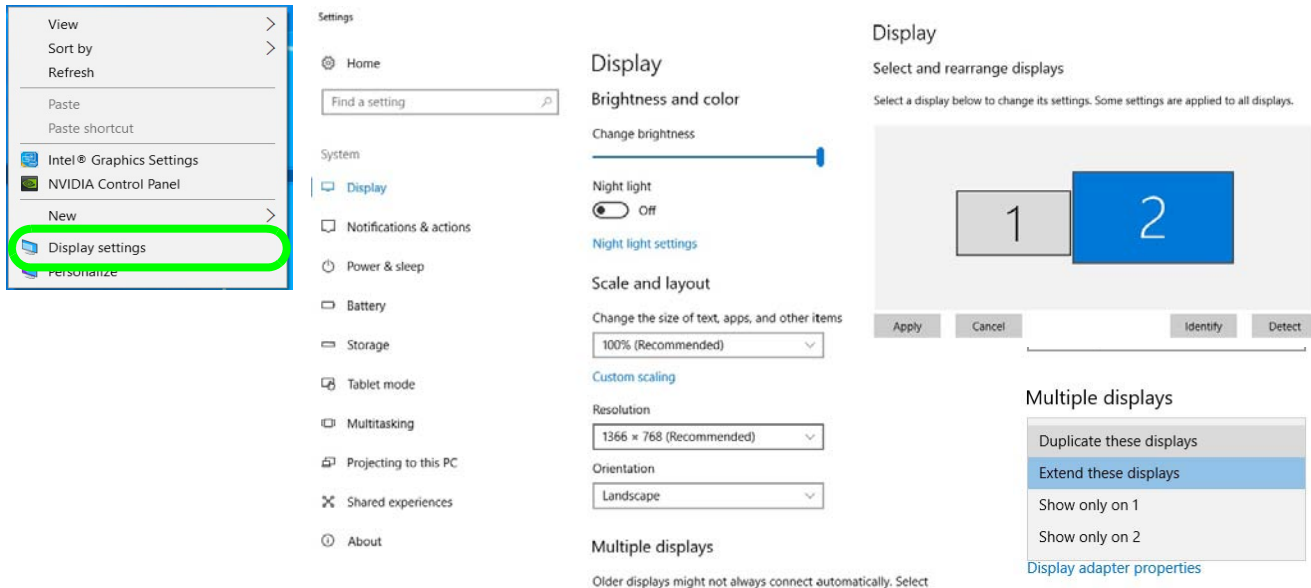 View
Sort by
Refresh
Paste
Paste shortcut
Intel® Graphics Settings
NVIDIA Control Panel
New
Display settings
Personalize
Settings
Home
Find a setting
System
Display
Notifications & actions
Power & sleep
Battery
Storage
Tablet mode
Multitasking
Projecting to this PC
Shared experiences
About
Display
Brightness and color
Change brightness
Night light
Off
Night light settings
Scale and layout
Change the size of text, apps, and other items
100% (Recommended)
Custom scaling
Resolution
1366 × 768 (Recommended)
Orientation
Landscape
Multiple displays
Older displays might not always connect automatically. Select
Display
Select and rearrange displays
Select a display below to change its settings. Some settings are applied to all displays.
1
2
Apply
Cancel
Identify
Detect
Multiple displays
Duplicate these displays
Extend these displays
Show only on 1
Show only on 2
Display adapter properties